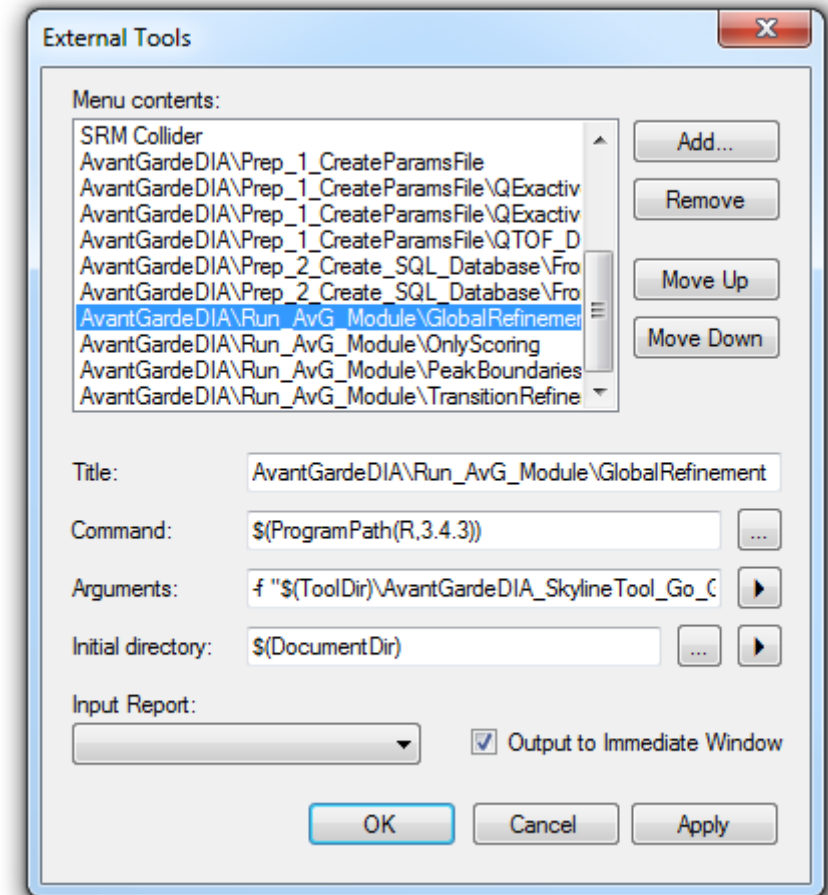 External Tools
Menu contents:
SRM Collider
AvantGardeDIA\Prep_1_CreateParamsFile
AvantGardeDIA\Prep_1_CreateParamsFile\QExactiv
AvantGardeDIA\Prep_1_CreateParamsFile\QExactiv
AvantGardeDIA\Prep_1_CreateParamsFile\QTOF_D
AvantGardeDIA\Prep_2_Create_SQL_Database\Fro
AvantGardeDIA\Prep_2_Create_SQL_Database\Fro
AvantGardeDIA\Run_AvG_Module\GlobalRefinemer
AvantGardeDIA\Run_AvG_Module\OnlyScoring
AvantGardeDIA\Run_AvG_Module\PeakBoundaries
AvantGardeDIA\Run_AvG_Module\TransitionRefine
Add...
Remove
Move Up
Move Down
Title: AvantGardeDIA\Run_AvG_Module\GlobalRefinement
Command: $(ProgramPath(R,3.4.3)) ...
Arguments: -f "$(ToolDir)\AvantGardeDIA_SkylineTool_Go_G
Initial directory: $(DocumentDir) ...
Input Report:
Output to Immediate Window
OK Cancel Apply